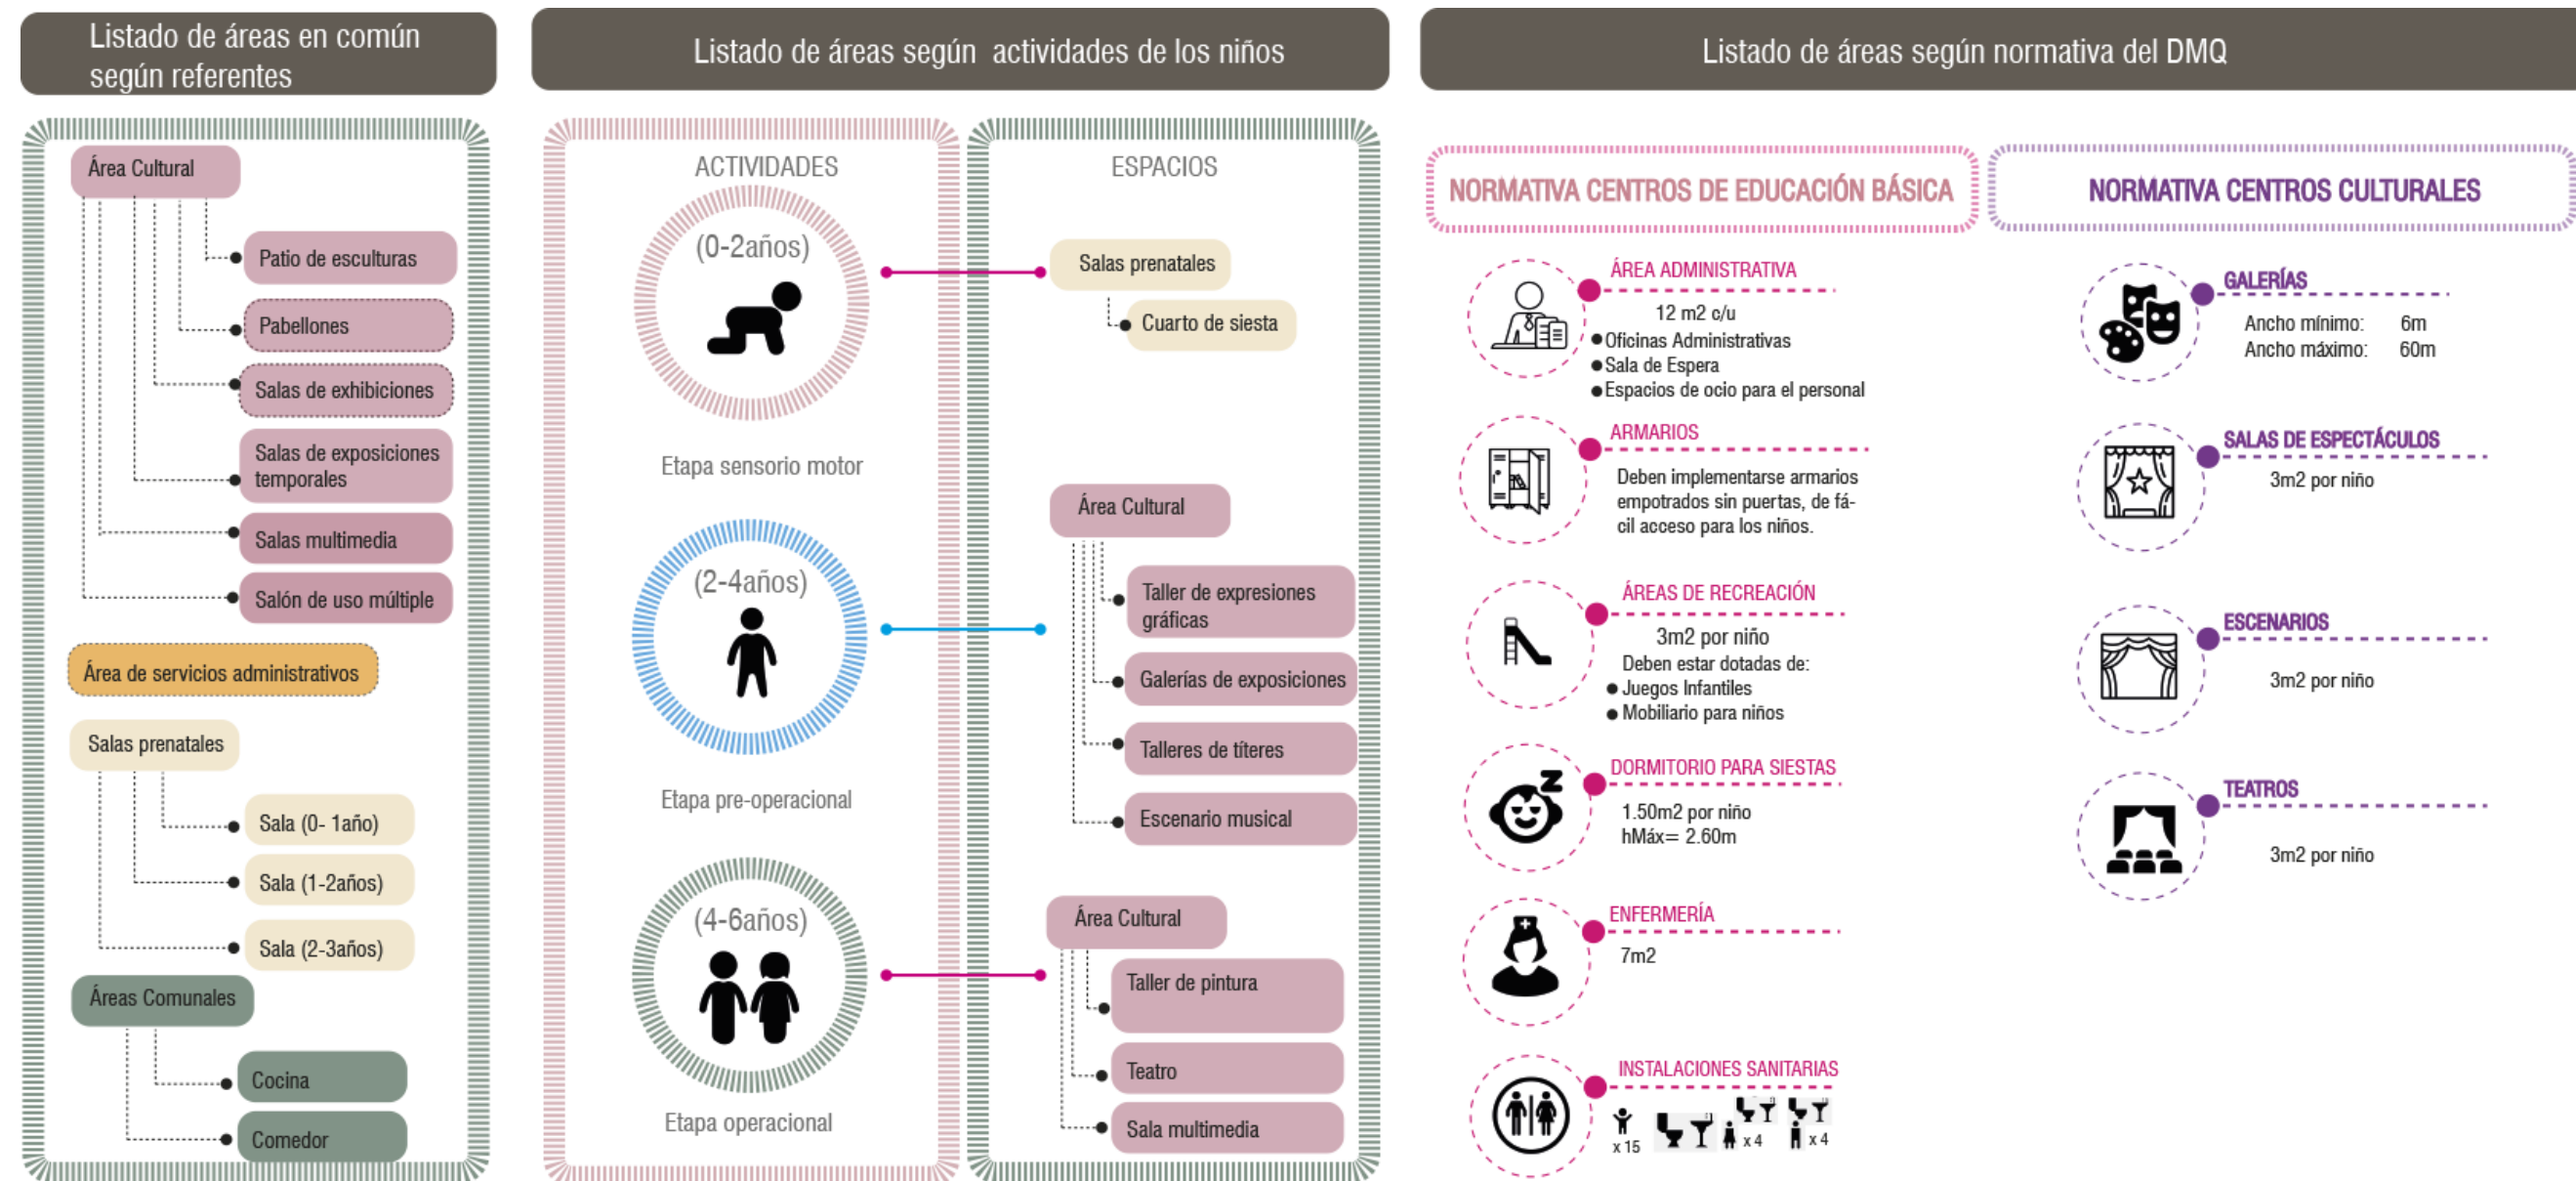 Listado de áreas en común
según referentes
Área Cultural
Patio de esculturas
Pabellones
Salas de exhibiciones
Salas de exposiciones
temporales
Salas multimedia
Salón de uso múltiple
Área de servicios administrativos
Salas prenatales
Sala (0- 1año)
Sala (1-2años)
Sala (2-3años)
Áreas Comunales
Cocina
Comedor
Listado de áreas según actividades de los niños
ACTIVIDADES
(0-2años)
Etapa sensorio motor
(2-4años)
Etapa pre-operacional
(4-6años)
Etapa operacional
ESPACIOS
Salas prenatales
Cuarto de siesta
Área Cultural
Taller de expresiones
gráficas
Galerías de exposiciones
Talleres de títeres
Escenario musical
Área Cultural
Taller de pintura
Teatro
Sala multimedia
Listado de áreas según normativa del DMQ
NORMATIVA CENTROS DE EDUCACIÓN BÁSICA
ÁREA ADMINISTRATIVA
12 m2 c/u
Oficinas Administrativas
Sala de Espera
Espacios de ocio para el personal
ARMARIOS
Deben implementarse armarios
empotrados sin puertas, de fá-
cil acceso para los niños.
ÁREAS DE RECREACIÓN
3m2 por niño
Deben estar dotadas de:
Juegos Infantiles
Mobiliario para niños
DORMITORIO PARA SIESTAS
1.50m2 por niño
hMáx= 2.60m
ENFERMERÍA
7m2
INSTALACIONES SANITARIAS
x 15
x 4
x 4
NORMATIVA CENTROS CULTURALES
GALERÍAS
Ancho mínimo: 6m
Ancho máximo: 60m
SALAS DE ESPECTÁCULOS
3m2 por niño
ESCENARIOS
3m2 por niño
TEATROS
3m2 por niño